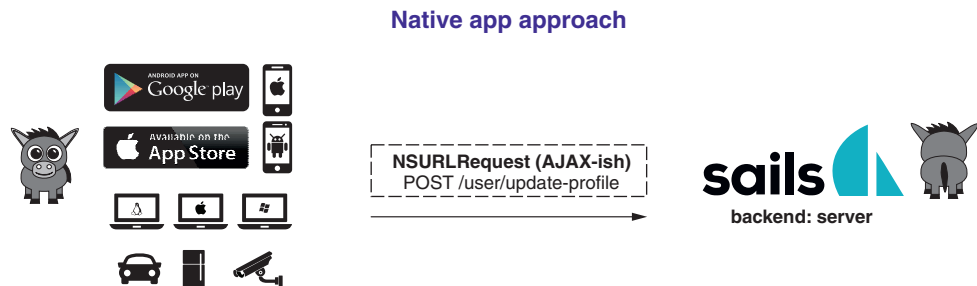 Native app approach
ANDROID APP ON
Google play
Available on the
App Store
NSURLRequest (AJAX-ish)
POST /user/update-profile
sails
backend: server